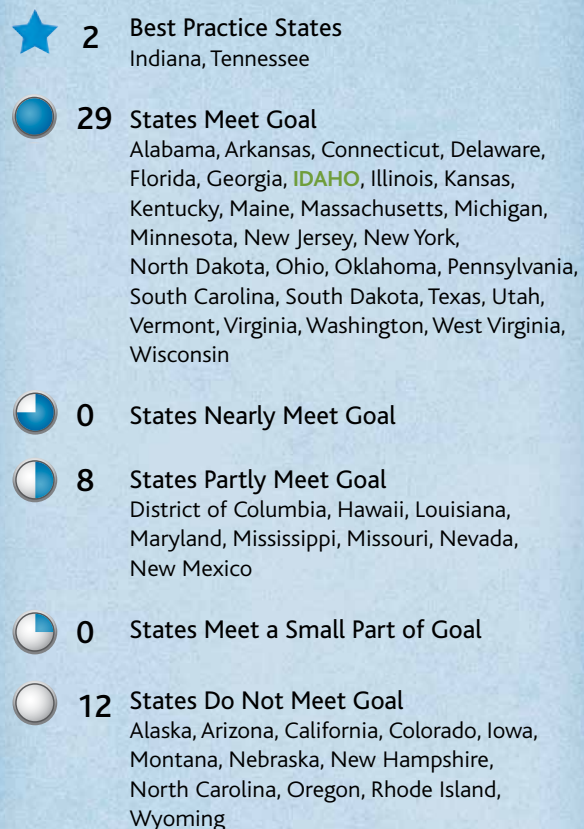 2 Best Practice States
Indiana, Tennessee
29 States Meet Goal
Alabama, Arkansas, Connecticut, Delaware,
Florida, Georgia, IDAHO, Illinois, Kansas,
Kentucky, Maine, Massachusetts, Michigan,
Minnesota, New Jersey, New York,
North Dakota, Ohio, Oklahoma, Pennsylvania,
South Carolina, South Dakota, Texas, Utah,
Vermont, Virginia, Washington, West Virginia,
Wisconsin
0 States Nearly Meet Goal
8 States Partly Meet Goal
District of Columbia, Hawaii, Louisiana,
Maryland, Mississippi, Missouri, Nevada,
New Mexico
0 States Meet a Small Part of Goal
12 States Do Not Meet Goal
Alaska, Arizona, California, Colorado, Iowa,
Montana, Nebraska, New Hampshire,
North Carolina, Oregon, Rhode Island,
Wyoming